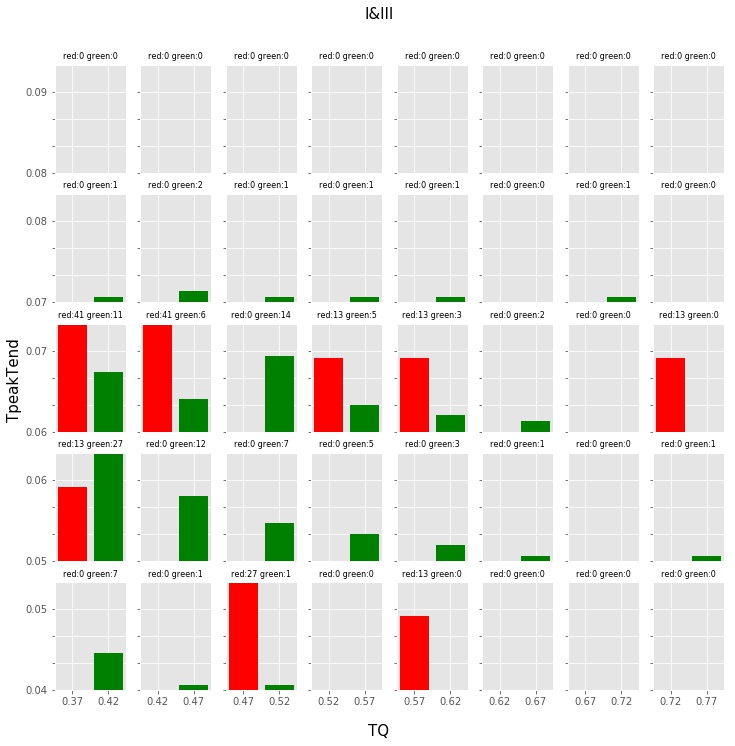 I&III
red:0 green:0 red:0 green:0 red:0 green:0 red:0 green:0 red:0 green:0 red:0 green:0 red:0 green:0 red:0 green:0
0.09
0.08
red:0 green:1 red:0 green:2 red:0 green:1 red:0 green:1 red:0 green:1 red:0 green:0 red:0 green:1 red:0 green:0
0.08
0.07
red:41 green:11 red:41 green:6 red:0 green:14 red:13 green:5 red:13 green:3 red:0 green:2 red:0 green:0 red:13 green:0
0.07
TpeakTend
0.06
red:13 green:27 red:0 green:12 red:0 green:7 red:0 green:5 red:0 green:3 red:0 green:1 red:0 green:0 red:0 green:1
0.06
0.05
red:0 green:7 red:0 green:1 red:27 green:1 red:0 green:0 red:13 green:0 red:0 green:0 red:0 green:0 red:0 green:0
0.05
0.04
0.37 0.42 0.42 0.47 0.47 0.52 0.52 0.57 0.57 0.62 0.62 0.67 0.67 0.72 0.72 0.77
TQ